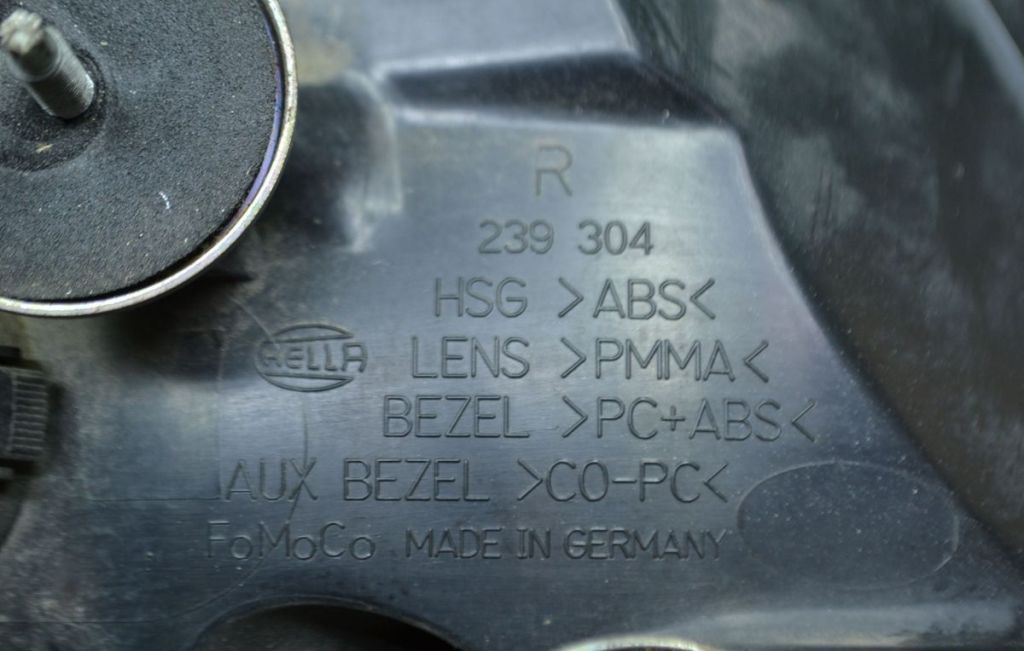 R
239 304
HSG >ABS<
HELLA LENS >PMMA<
BEZEL >PC+ABS<
AUX BEZEL >CO-PC<
FoMoCo MADE IN GERMANY